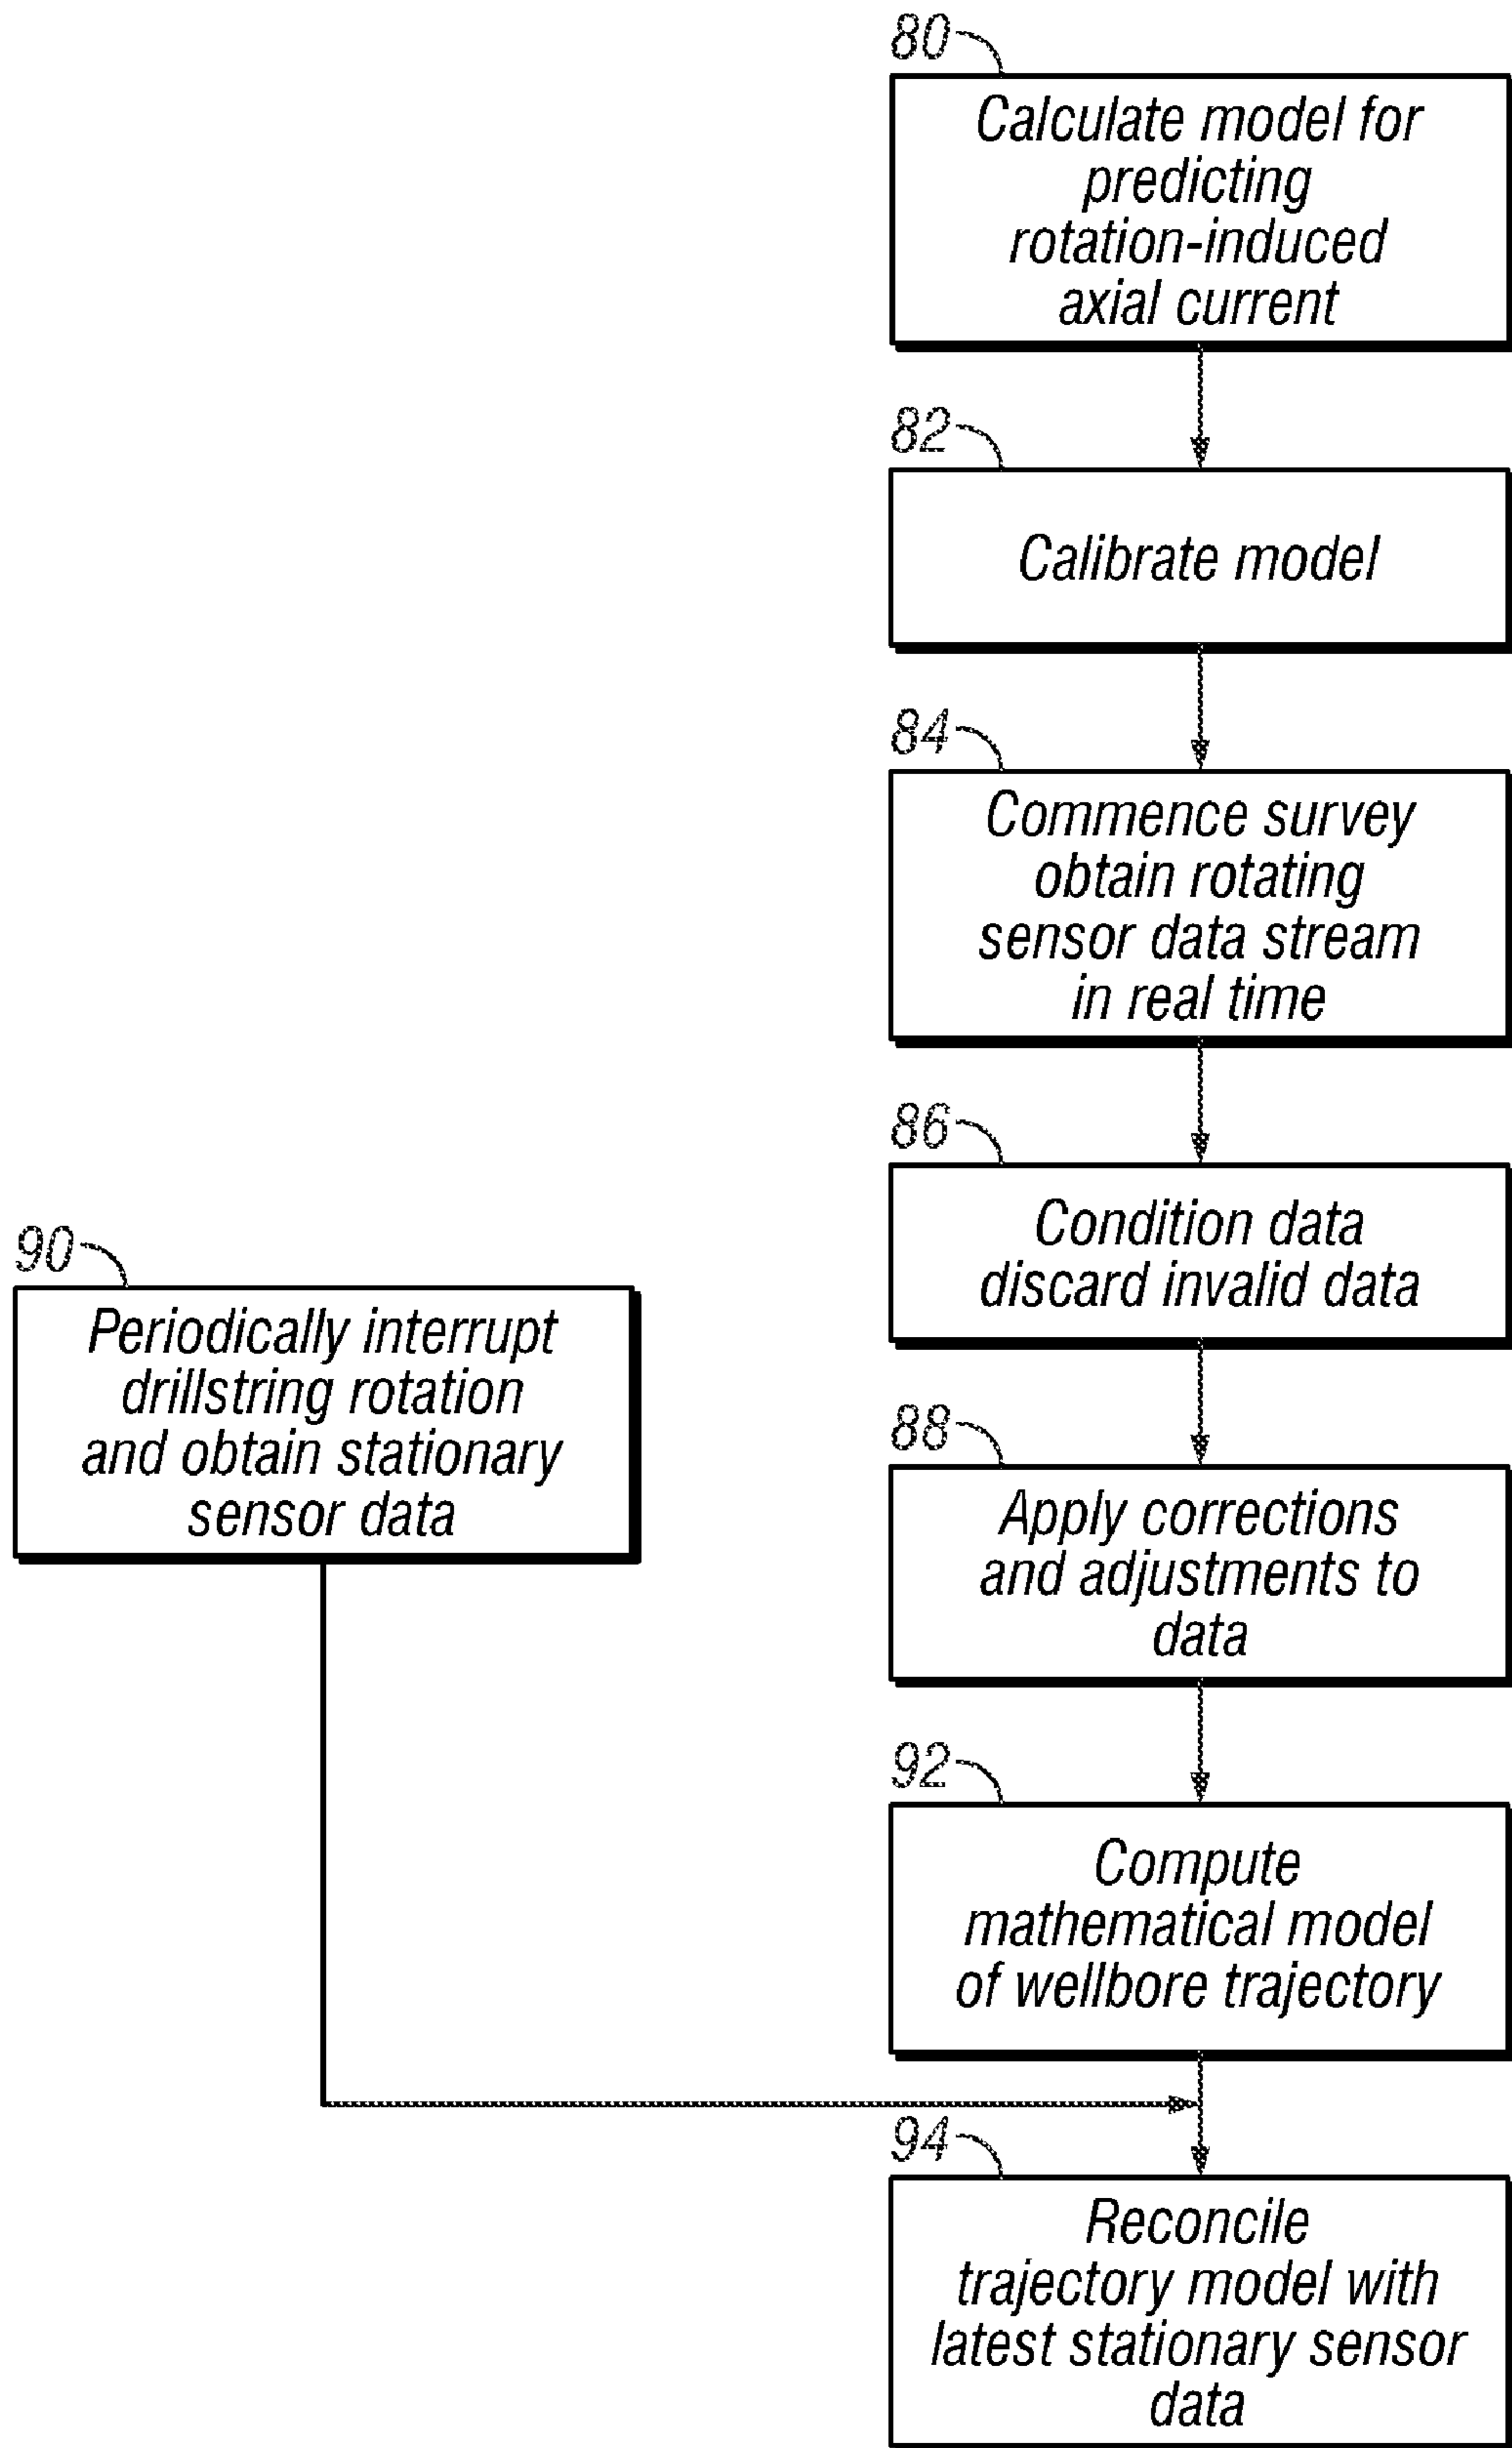 80
Calculate model for
predicting
rotation-induced
axial current
82
Calibrate model
84
Commence survey
obtain rotating
sensor data stream
in real time
86
Condition data
discard invalid data
90
Periodically interrupt
drillstring rotation
and obtain stationary
sensor data
88
Apply corrections
and adjustments to
data
92
Compute
mathematical model
of wellbore trajectory
94
Reconcile
trajectory model with
latest stationary sensor
data